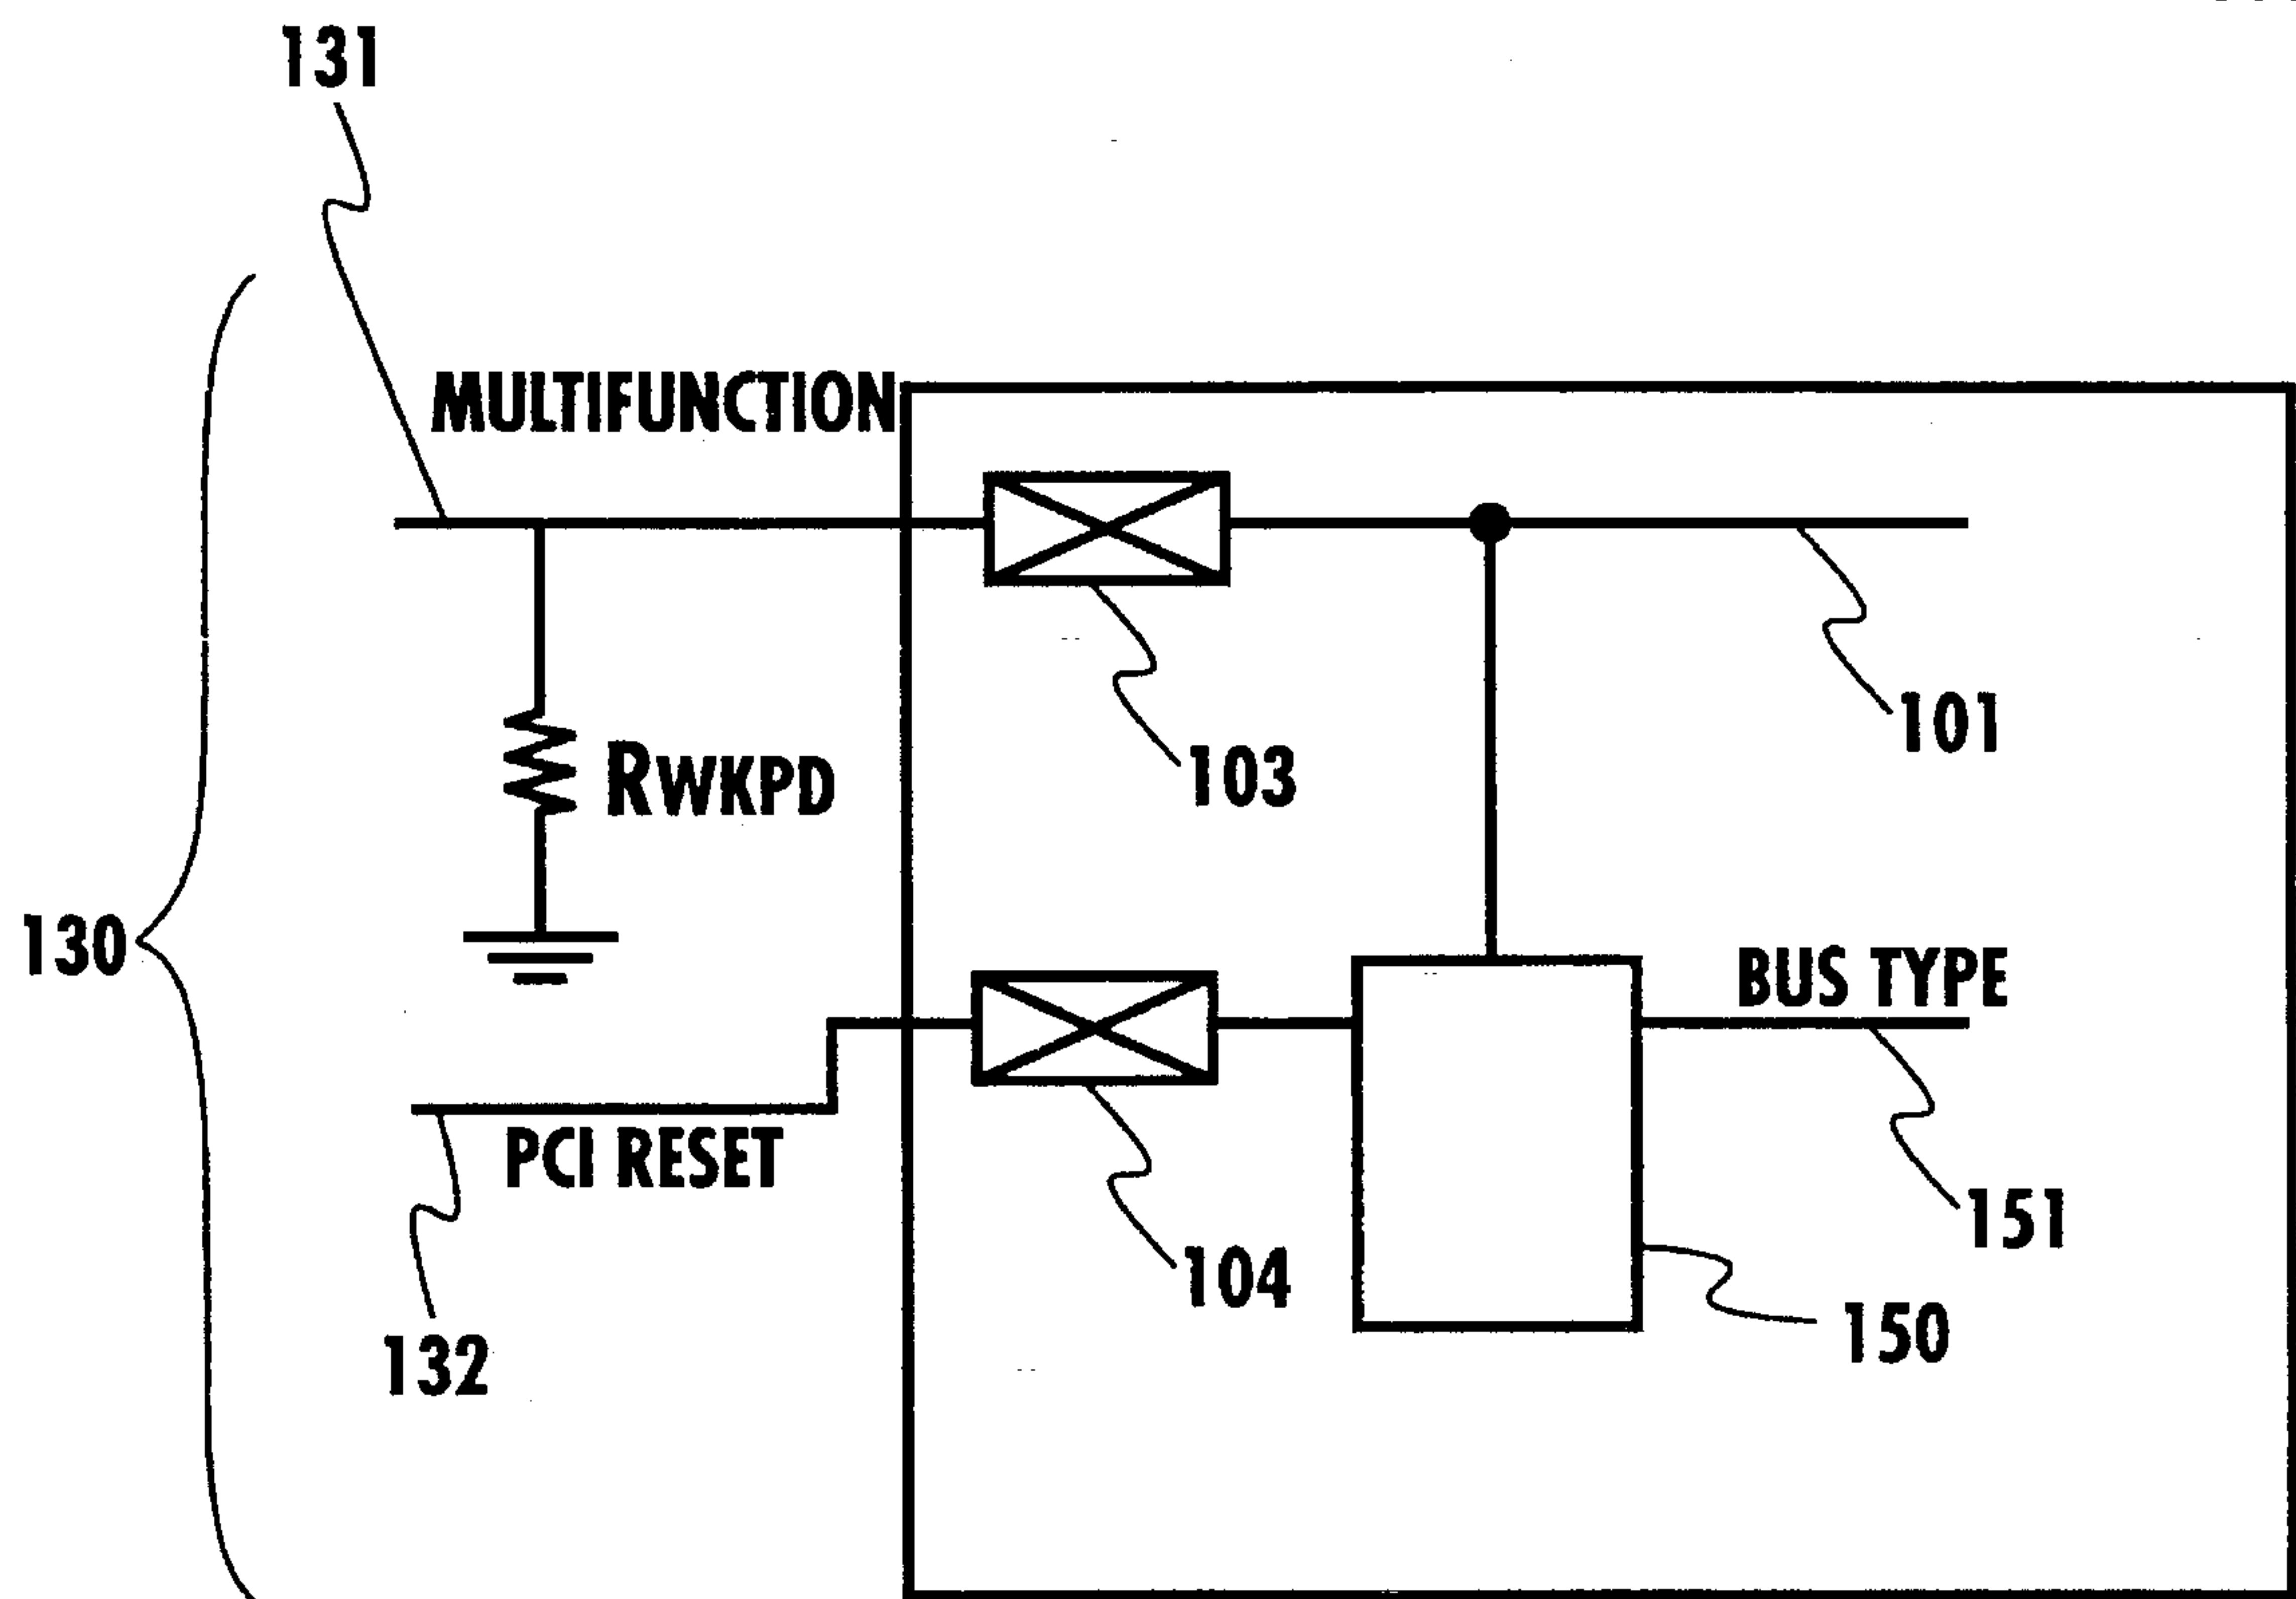 131
MULTIFUNCTION
101
103
RWKPD
130
BUS TYPE
PCI RESET
151
104
150
132